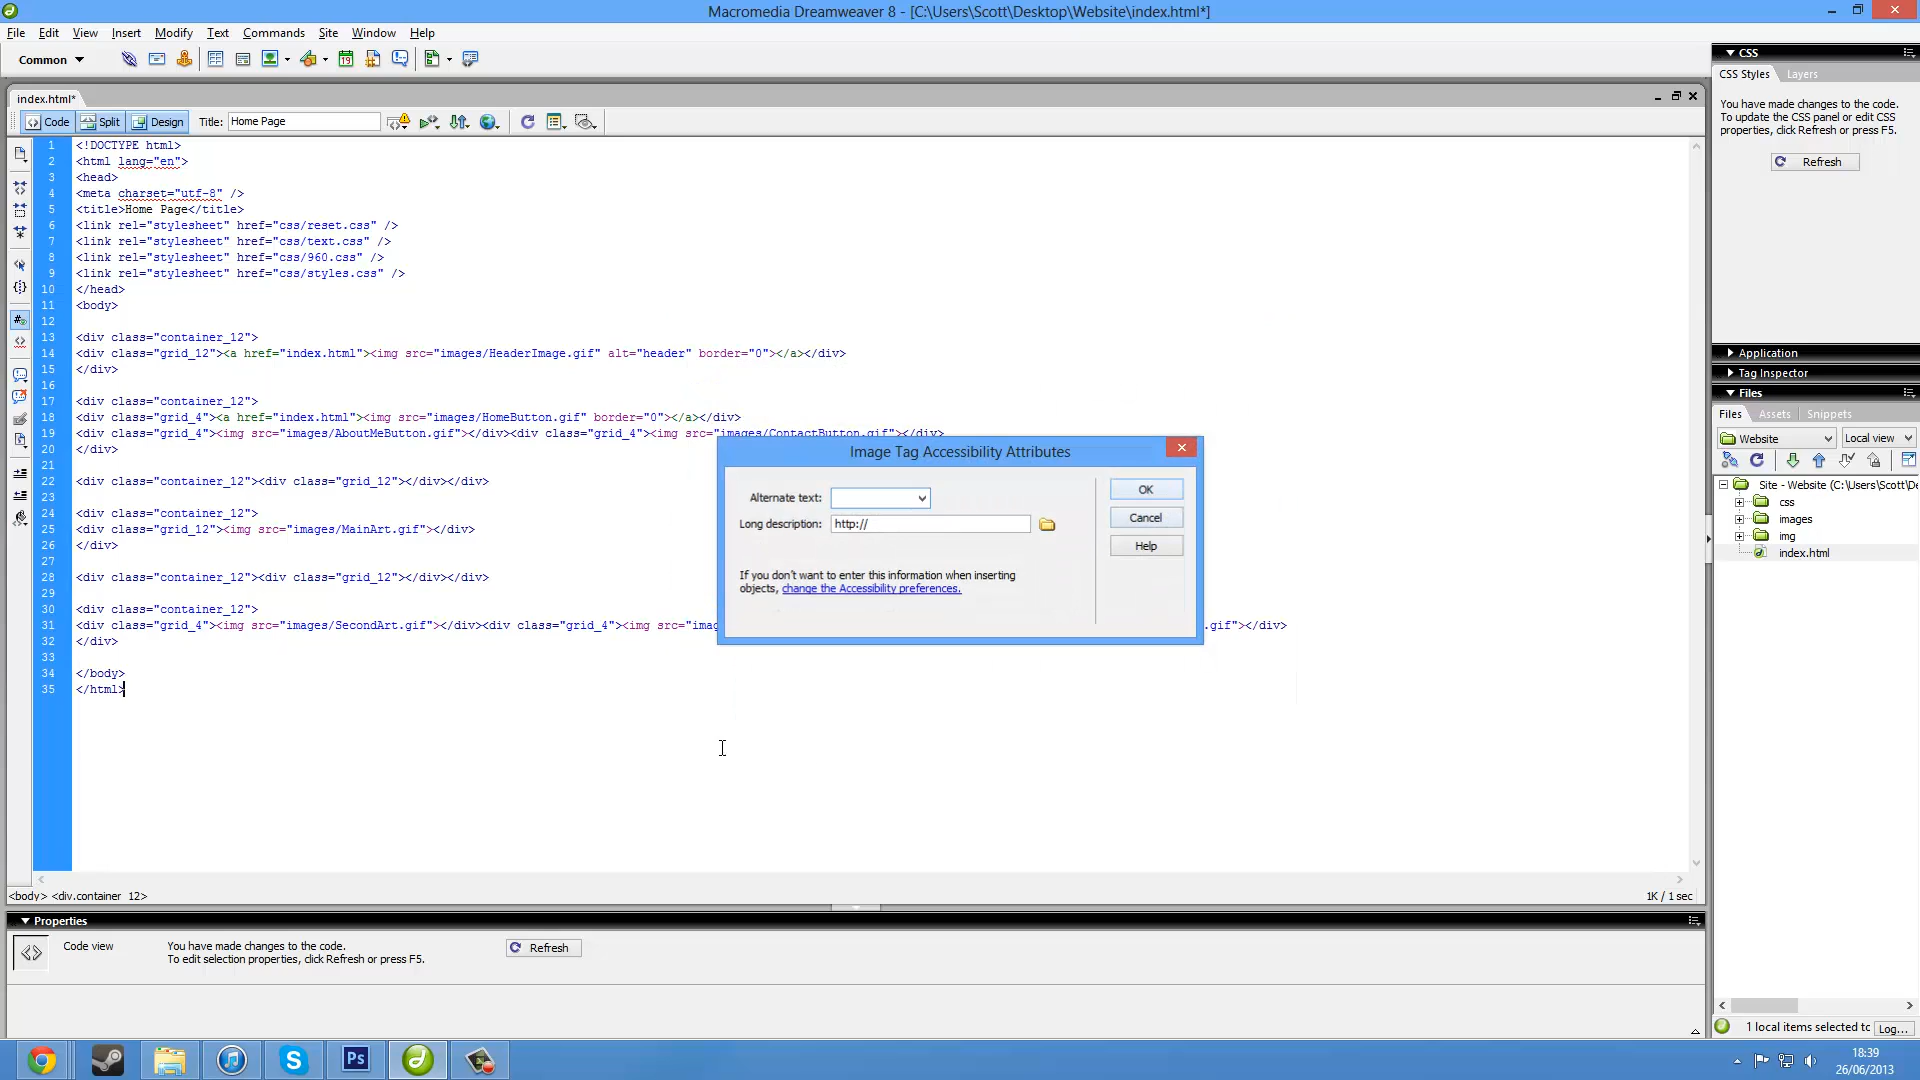 Macromedia Dreamweaver 8 - [C:\Users\Scott\Desktop\Website\index.html*]
File Edit View Insert Modify Text Commands Site Window Help
Common
index.html*
Code Split Design Title: Home Page
1 <!DOCTYPE html>
2 <html lang="en">
3 <head>
4 <meta charset="utf-8" />
5 <title>Home Page</title>
6 <link rel="stylesheet" href="css/reset.css" />
7 <link rel="stylesheet" href="css/text.css" />
8 <link rel="stylesheet" href="css/960.css" />
9 <link rel="stylesheet" href="css/styles.css" />
10 </head>
11 <body>
12
13 <div class="container_12">
14 <div class="grid_12"><a href="index.html"><img src="images/HeaderImage.gif" alt="header" border="0"></a></div>
15 </div>
16
17 <div class="container_12">
18 <div class="grid_4"><a href="index.html"><img src="images/HomeButton.gif" border="0"></a></div>
19 <div class="grid_4"><img src="images/AboutMeButton.gif"></div><div class="grid_4"><img src="images/ContactButton.gif"></div>
20 </div>
21
22 <div class="container_12"><div class="grid_12"></div></div>
23
24 <div class="container_12">
25 <div class="grid_12"><img src="images/MainArt.gif"></div>
26 </div>
27
28 <div class="container_12"><div class="grid_12"></div></div>
29
30 <div class="container_12">
31 <div class="grid_4"><img src="images/SecondArt.gif"></div><div class="grid_4"><img src="imag .gif"></div>
32 </div>
33
34 </body>
35 </html>
Image Tag Accessibility Attributes
Alternate text:
Long description: http://
If you don't want to enter this information when inserting
objects, change the Accessibility preferences.
OK
Cancel
Help
<body> <div.container_12>
1K / 1 sec
Properties
Code view
You have made changes to the code.
To edit selection properties, click Refresh or press F5.
Refresh
CSS
CSS Styles Layers
You have made changes to the code.
To update the CSS panel or edit CSS
properties, click Refresh or press F5.
Refresh
Application
Tag Inspector
Files
Files Assets Snippets
Website Local view
Site - Website (C:\Users\Scott\De
css
images
img
index.html
1 local items selected tc Log...
Ps
18:39
26/06/2013